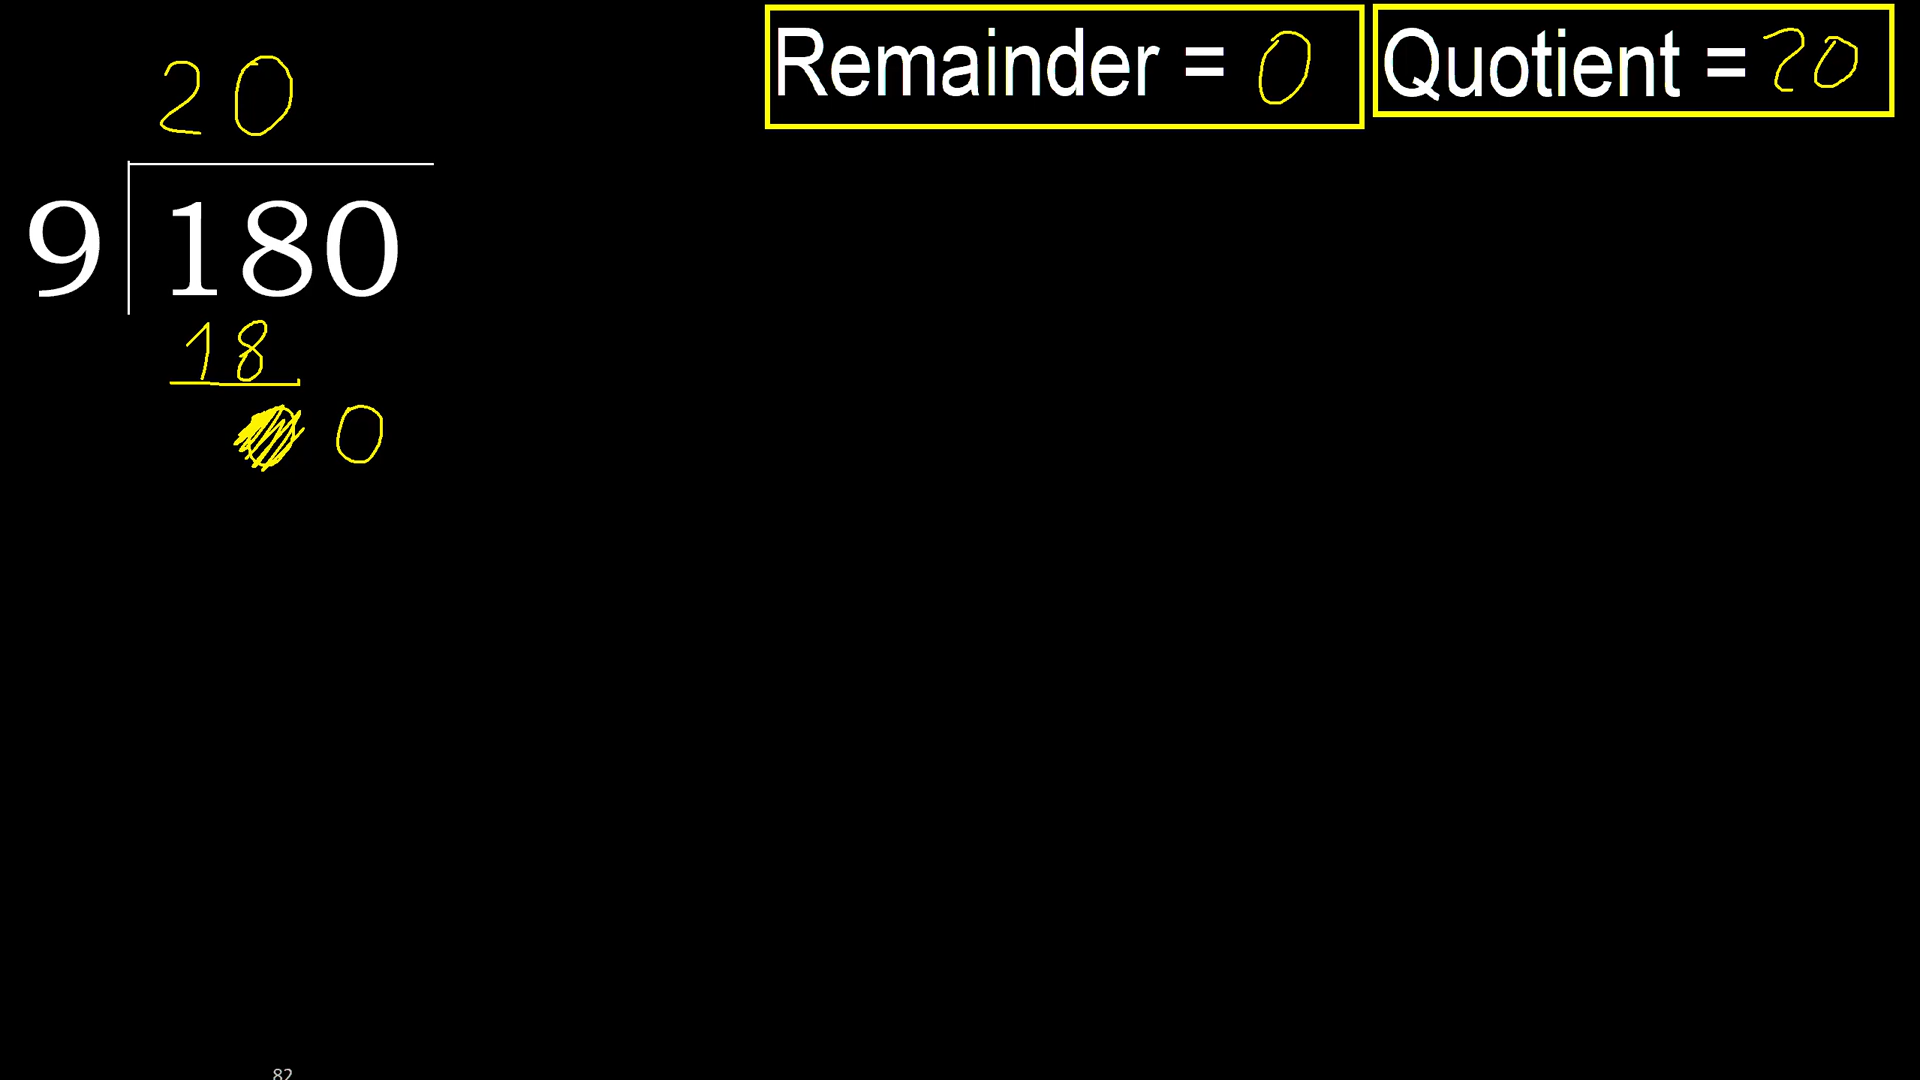 Remainder = 0
Quotient = 20
20
9 180
18
0
82